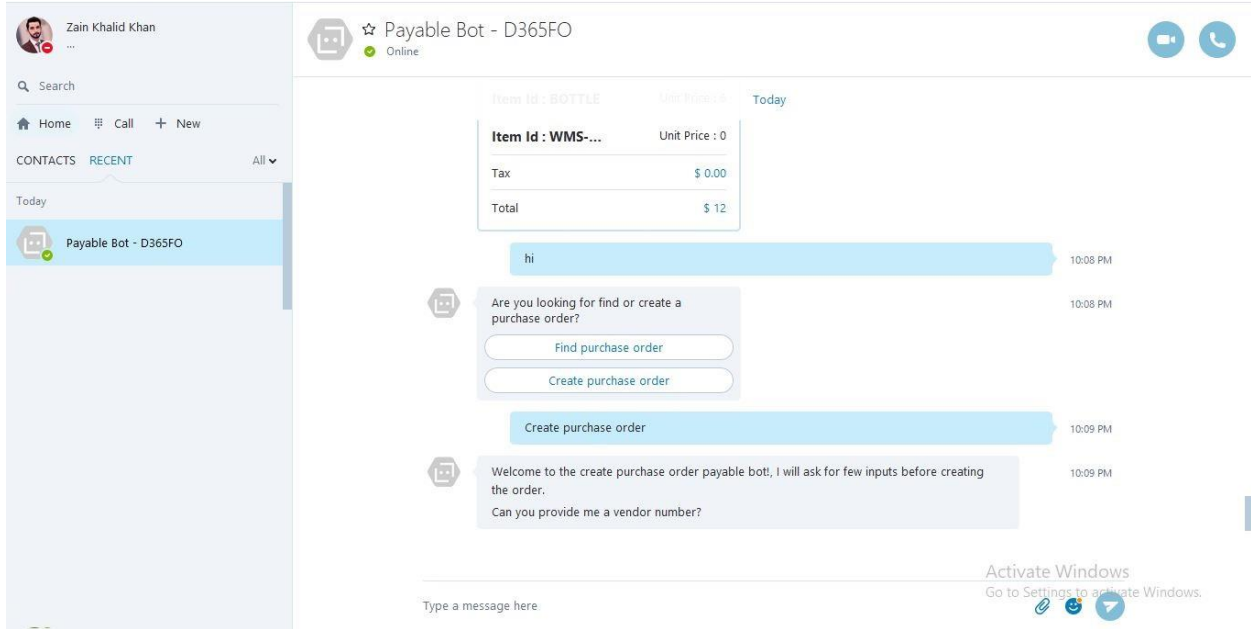 Zain Khalid Khan
...
Search
Home Call + New
CONTACTS RECENT All
Today
Payable Bot - D365FO
Payable Bot - D365FO
Online
Item Id : BOTTLE
Today
Item Id : WMS-... Unit Price : 0
Tax $ 0.00
Total $ 12
hi 10:08 PM
Are you looking for find or create a 10:08 PM
purchase order?
Find purchase order
Create purchase order
Create purchase order 10:09 PM
Welcome to the create purchase order payable bot!, I will ask for few inputs before creating 10:09 PM
the order.
Can you provide me a vendor number?
Type a message here
Activate Windows
Go to Settings to activate Windows.